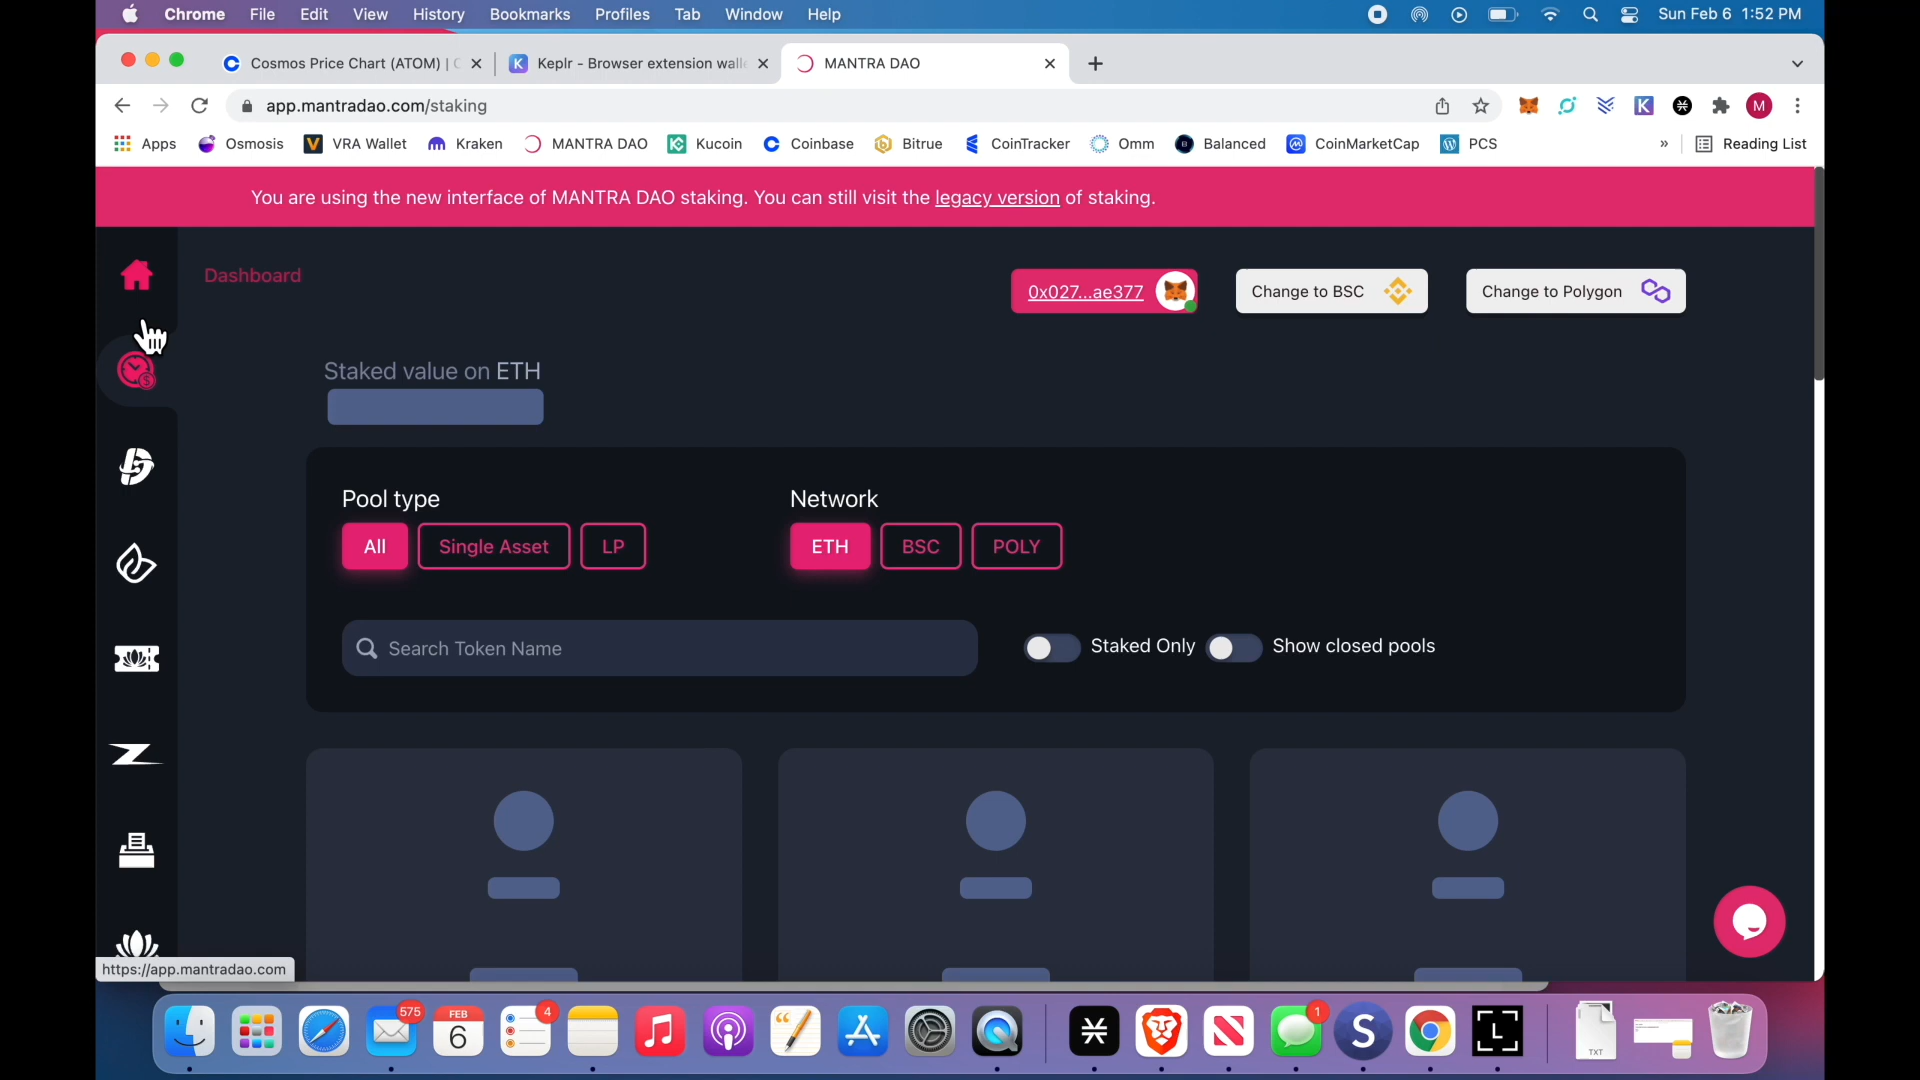 Chrome File Edit View History Bookmarks Profiles Tab Window Help Sun Feb 6 1:52 PM
Cosmos Price Chart (ATOM) | Keplr - Browser extension wall MANTRA DAO
app.mantradao.com/staking K M
Apps Osmosis VRA Wallet Kraken MANTRA DAO Kucoin Coinbase Bitrue CoinTracker Omm Balanced CoinMarketCap PCS » Reading List
You are using the new interface of MANTRA DAO staking. You can still visit the legacy version of staking.
Dashboard
0x027...ae377 Change to BSC Change to Polygon
Staked value on ETH
Pool type Network
All Single Asset LP ETH BSC POLY
Search Token Name Staked Only Show closed pools
https://app.mantradao.com
575 FEB 6 4 1 S L TXT